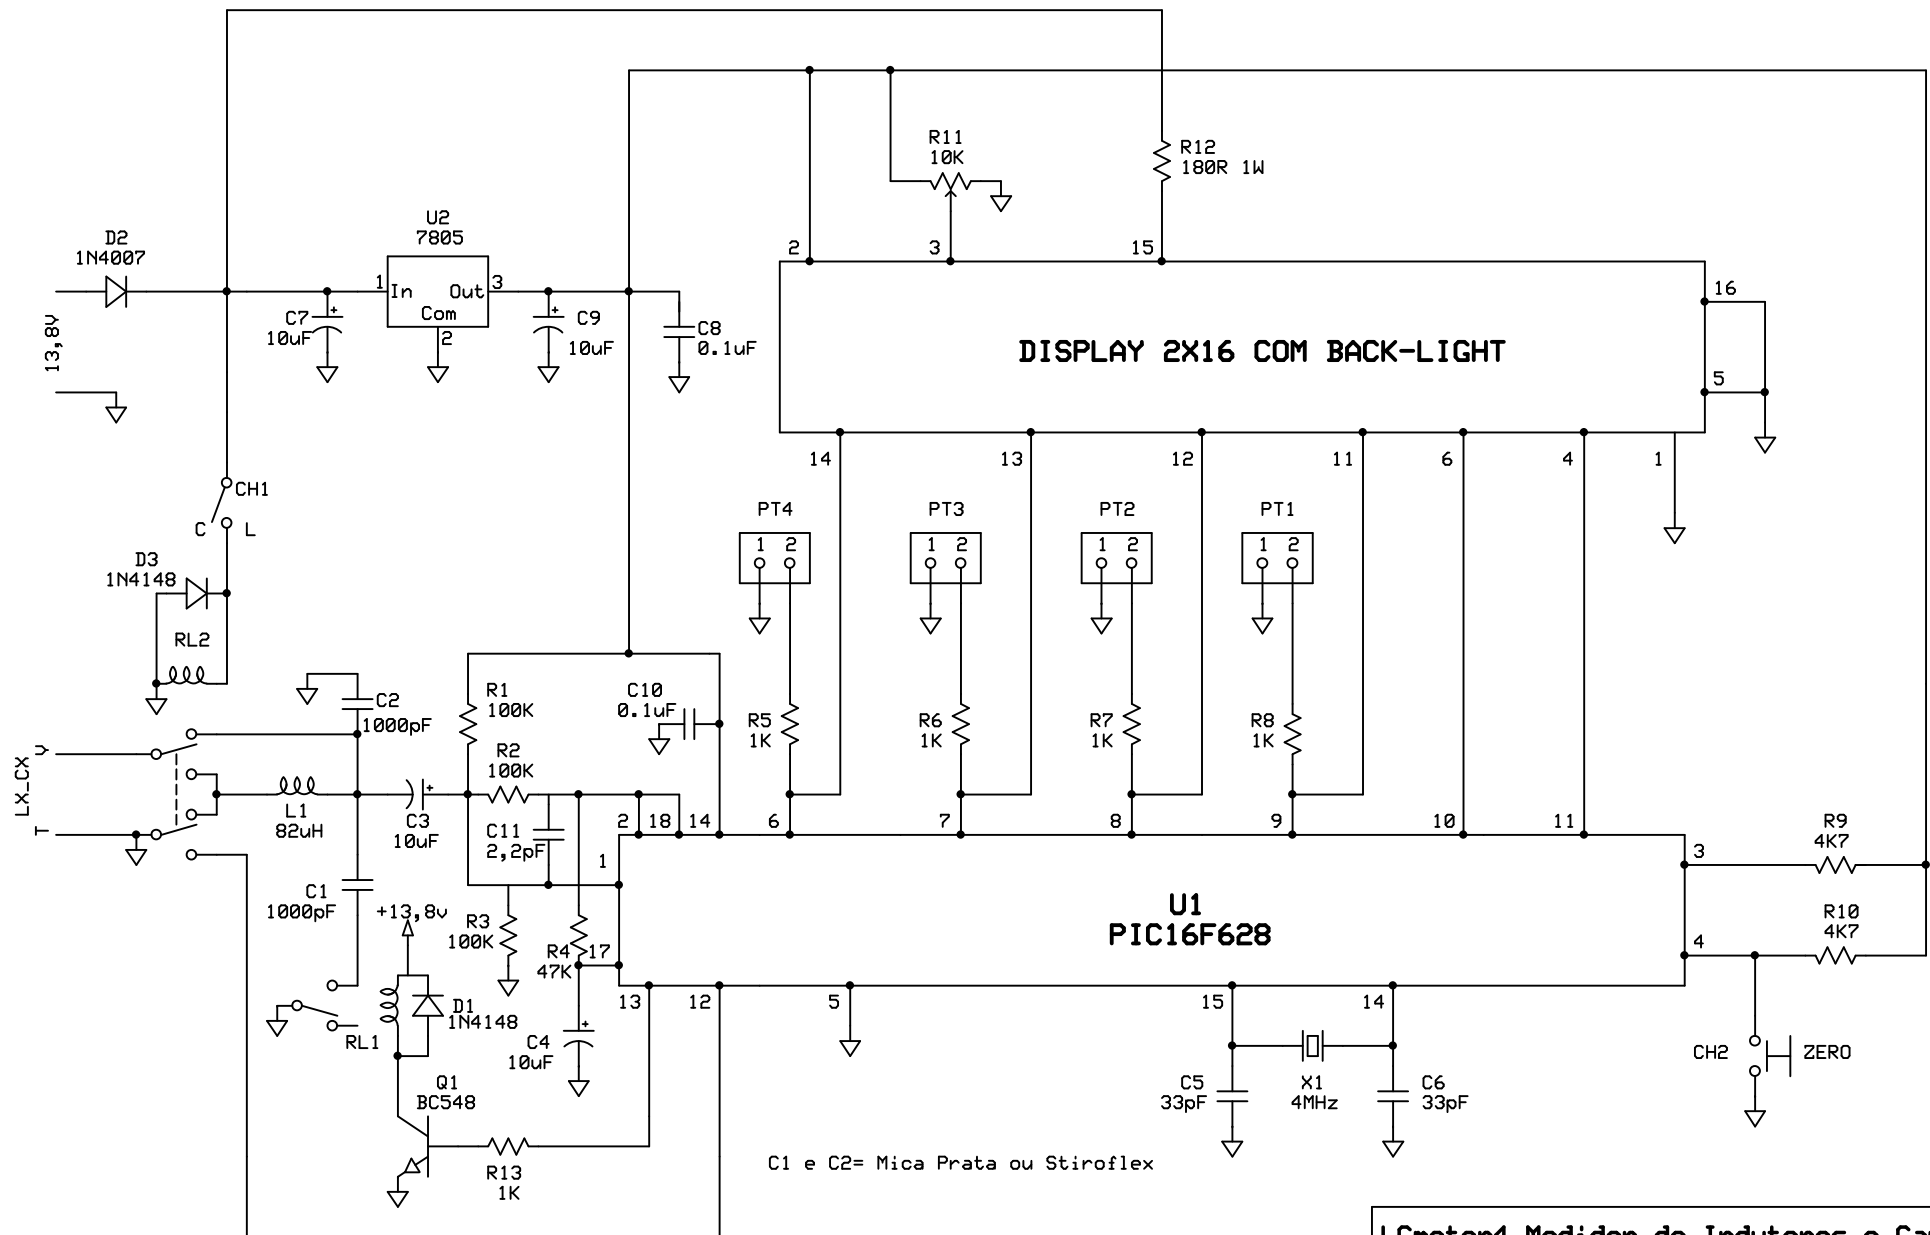 R11
10K
R12
180R 1W
U2
7805
D2
1N4007
2
3
15
1
In
Out
3
Com
2
16
13,8V
C7
10uF
C9
10uF
C8
0.1uF
DISPLAY 2X16 COM BACK-LIGHT
5
14
13
12
11
6
4
1
CH1
C
L
PT4
PT3
PT2
PT1
1 2
1 2
1 2
1 2
D3
1N4148
RL2
R1
100K
C10
0.1uF
C2
1000pF
R5
1K
R6
1K
R7
1K
R8
1K
LX_CX
Y
T
R2
100K
L1
82uH
C3
10uF
C11
2,2pF
2
18
14
6
7
8
9
10
11
1
3
R9
4K7
C1
1000pF
+13,8v
R3
100K
R4
47K
17
U1
PIC16F628
R10
4K7
4
13
12
5
15
14
D1
1N4148
RL1
C4
10uF
CH2
ZERO
Q1
BC548
C5
33pF
X1
4MHz
C6
33pF
R13
1K
C1 e C2= Mica Prata ou Stiroflex